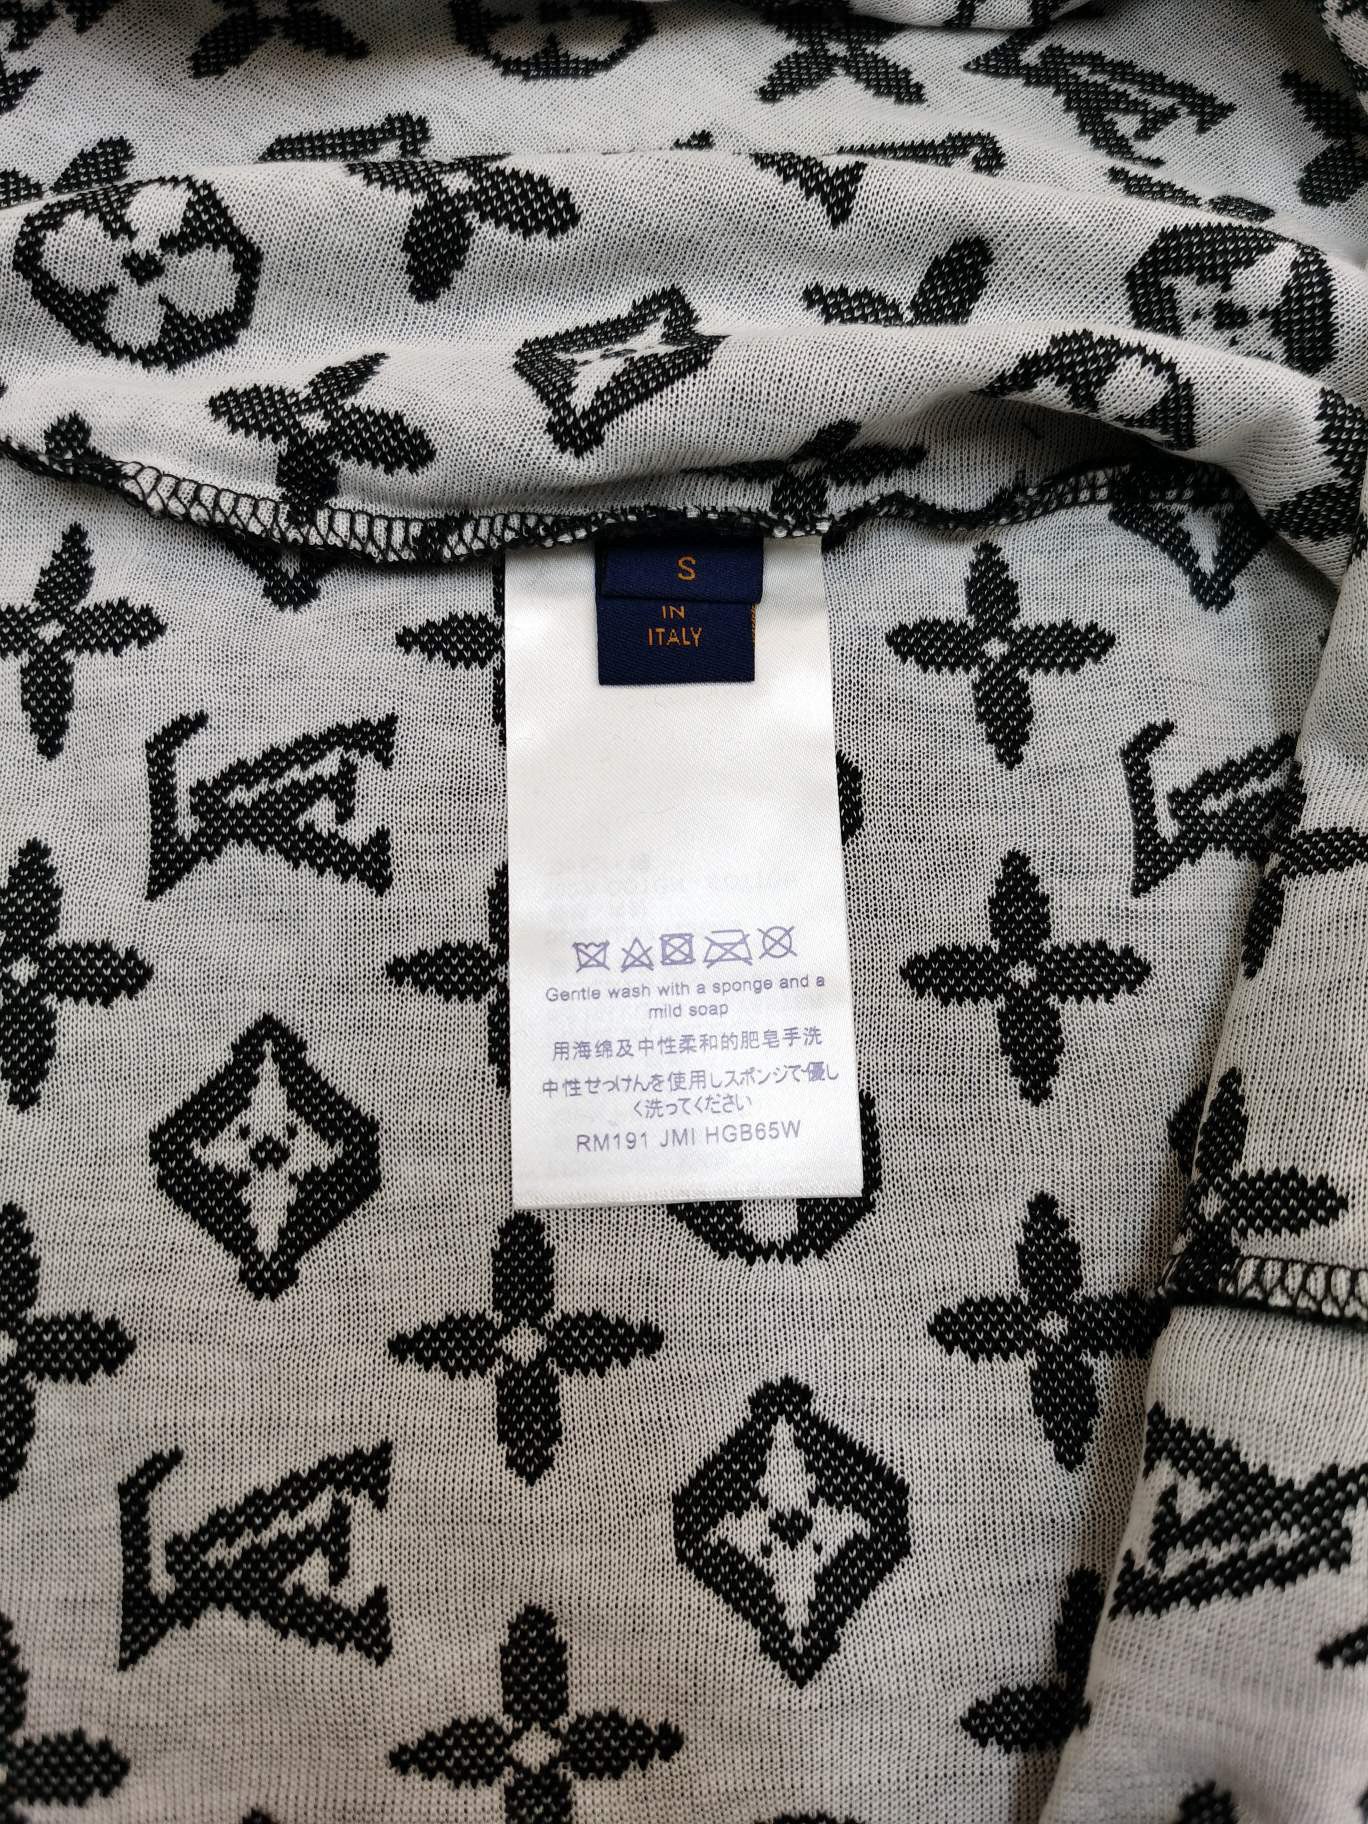 S
IN
ITALY
Gentle wash with a sponge and a
mild soap
用海绵及中性柔和的肥皂手洗
中性せっけんを使用しスポンジで優し
く洗ってください
RM191 JMI HGB65W